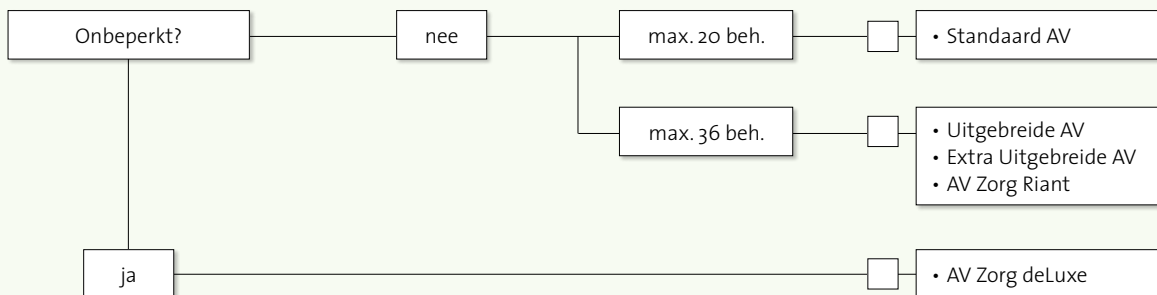 Onbeperkt?
nee
max. 20 beh.
• Standaard AV
max. 36 beh.
• Uitgebreide AV
• Extra Uitgebreide AV
• AV Zorg Riant
ja
• AV Zorg deLuxe